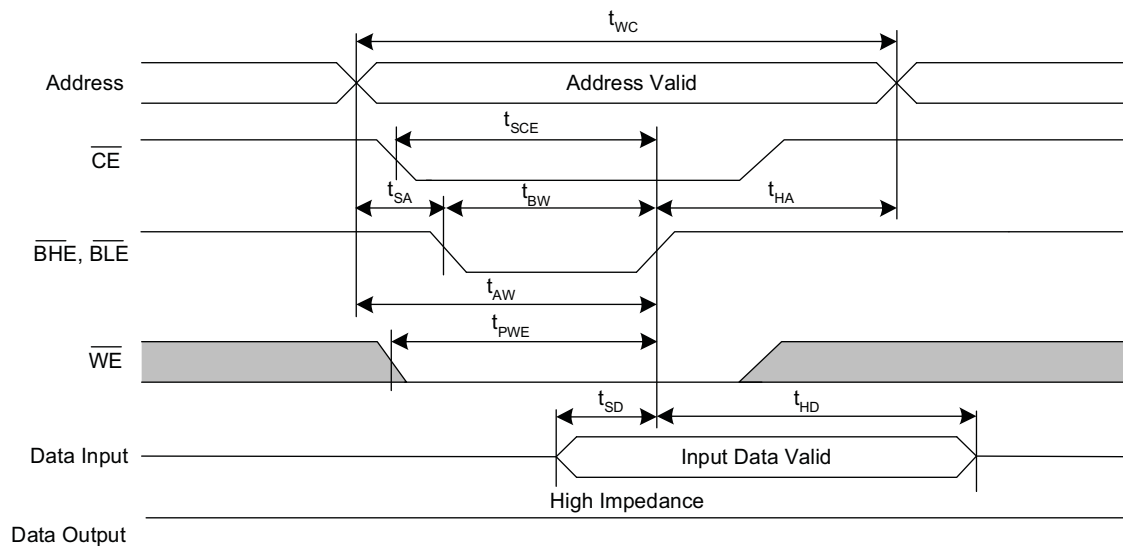 tWC
Address
Address Valid
tSCE
CE
tSA
tBW
tHA
BHE, BLE
tAW
tPWE
WE
tSD
tHD
Data Input
Input Data Valid
High Impedance
Data Output